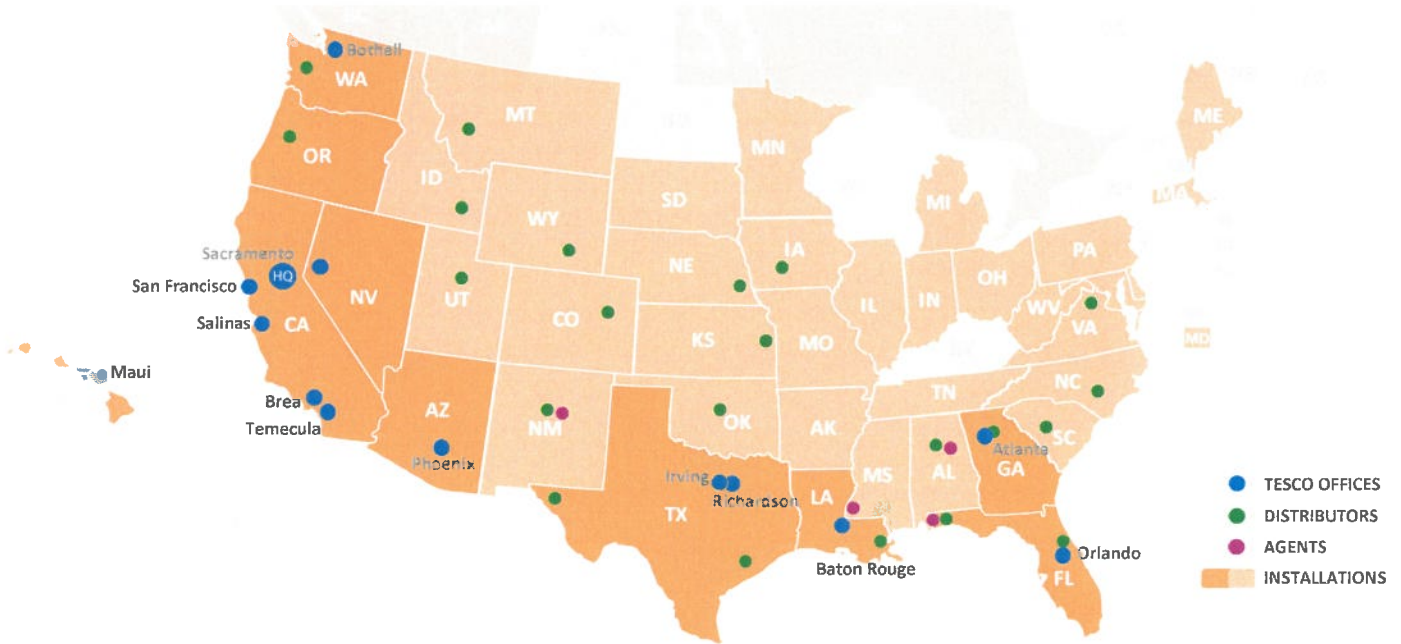 Bothell
WA
MT
ME
OR
MN
ID
MI
SD
MA
WY
IA
PA
Sacramento
NE
HQ
OH
San Francisco
NV
UT
IL
IN
WV
Salinas
CA
CO
VA
KS
MO
MD
Maui
NC
TN
Brea
AZ
OK
AK
Temecula
NM
SC
Atlanta
Phoenix
Irving
MS
AL
GA
Richardson
LA
TX
TESCO OFFICES
DISTRIBUTORS
AGENTS
Orlando
Baton Rouge
FL
INSTALLATIONS